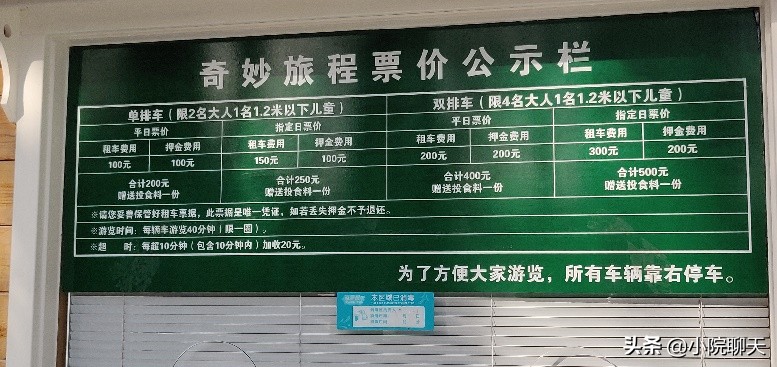 奇妙旅程票价公示栏
单排车(限2名大人1名1.2米以下儿童) 双排车(限4名大人1名1.2米以下儿童)
平日票价 指定日票价 平日票价 指定日票价
租车费用 押金费用 租车费用 押金费用 租车费用 押金费用 租车费用 押金费用
100元 100元 150元 100元 200元 200元 300元 200元
合计200元 合计250元 合计400元 合计500元
赠送投食料一份 赠送投食料一份 赠送投食料一份 赠送投食料一份
※请您妥善保管好租车票据,此票据是唯一凭证,如若丢失押金不予退还。
※游览时间:每辆车游览40分钟(限一圈)。
※超 时:每超10分钟(包含10分钟内)加收20元。
为了方便大家游览,所有车辆靠右停车。
本区域已消毒
头条 @小院聊天